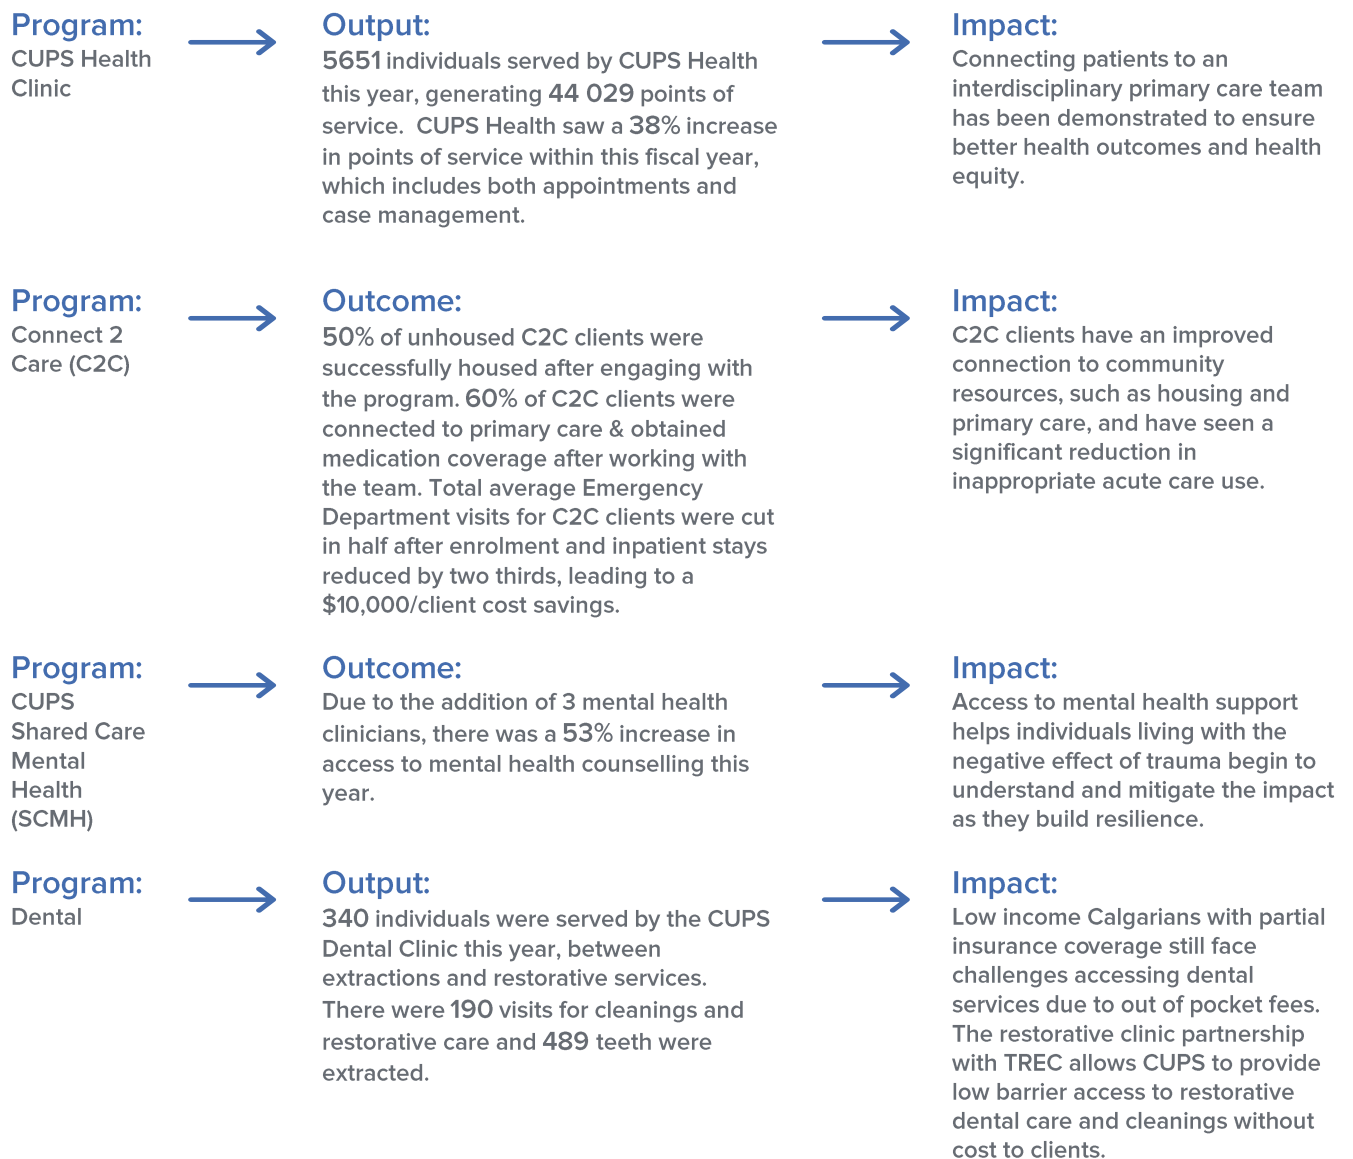 Program:
CUPS Health
Clinic
Output:
5651 individuals served by CUPS Health
this year, generating 44 029 points of
service.  CUPS Health saw a 38% increase
in points of service within this fiscal year,
which includes both appointments and
case management.
Impact:
Connecting patients to an
interdisciplinary primary care team
has been demonstrated to ensure
better health outcomes and health
equity.
Program:
Connect 2
Care (C2C)
Outcome:
50% of unhoused C2C clients were
successfully housed after engaging with
the program. 60% of C2C clients were
connected to primary care & obtained
medication coverage after working with
the team. Total average Emergency
Department visits for C2C clients were cut
in half after enrolment and inpatient stays
reduced by two thirds, leading to a
$10,000/client cost savings.
Impact:
C2C clients have an improved
connection to community
resources, such as housing and
primary care, and have seen a
significant reduction in
inappropriate acute care use.
Program:
CUPS
Shared Care
Mental
Health
(SCMH)
Outcome:
Due to the addition of 3 mental health
clinicians, there was a 53% increase in
access to mental health counselling this
year.
Impact:
Access to mental health support
helps individuals living with the
negative effect of trauma begin to
understand and mitigate the impact
as they build resilience.
Program:
Dental
Output:
340 individuals were served by the CUPS
Dental Clinic this year, between
extractions and restorative services.
There were 190 visits for cleanings and
restorative care and 489 teeth were
extracted.
Impact:
Low income Calgarians with partial
insurance coverage still face
challenges accessing dental
services due to out of pocket fees.
The restorative clinic partnership
with TREC allows CUPS to provide
low barrier access to restorative
dental care and cleanings without
cost to clients.